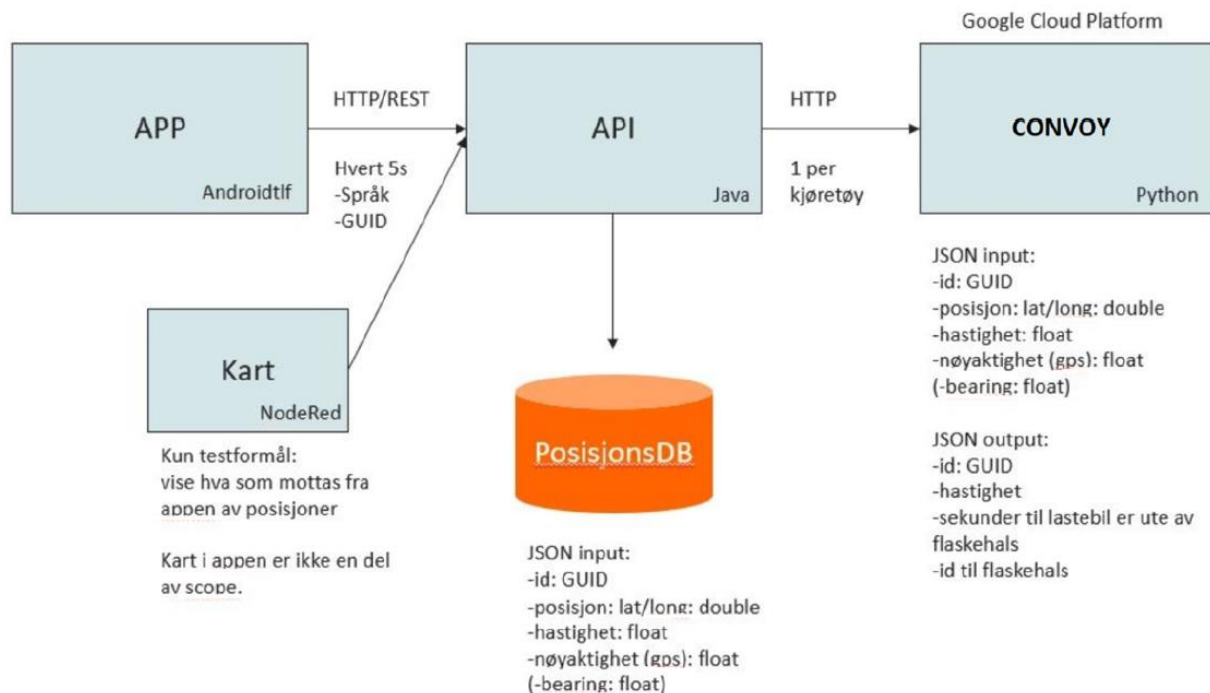 Google Cloud Platform
APP
Androidtlf
HTTP/REST
Hvert 5s
-Språk
-GUID
API
Java
HTTP
1 per
kjøretøy
CONVOY
Python
Kart
NodeRed
Kun testformål:
vise hva som mottas fra
appen av posisjoner
Kart i appen er ikke en del
av scope.
PosisjonsDB
JSON input:
-id: GUID
-posisjon: lat/long: double
-hastighet: float
-nøyaktighet (gps): float
(-bearing: float)
JSON input:
-id: GUID
-posisjon: lat/long: double
-hastighet: float
-nøyaktighet (gps): float
(-bearing: float)
JSON output:
-id: GUID
-hastighet
-sekunder til lastebil er ute av
flaskehals
-id til flaskehals